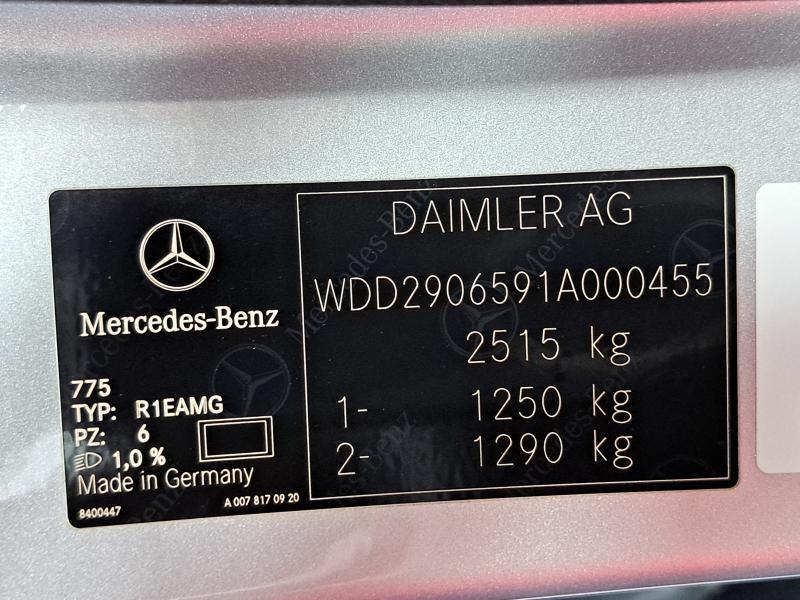 Mercedes-Benz
775
TYP: R1EAMG
PZ: 6
1,0 %
Made in Germany
8400447
A 007 817 09 20
DAIMLER AG
WDD2906591A000455
2515 kg
1- 1250 kg
2- 1290 kg